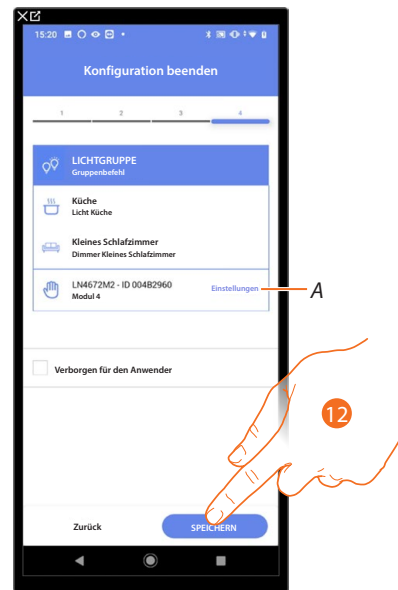 15:20
Konfiguration beenden
1 2 3 4
LICHTGRUPPE
Gruppenbefehl
Küche
Licht Küche
Kleines Schlafzimmer
Dimmer Kleines Schlafzimmer
LN4672M2 - ID 004B2960
Modul 4
Einstellungen
A
Verborgen für den Anwender
12
Zurück
SPEICHERN